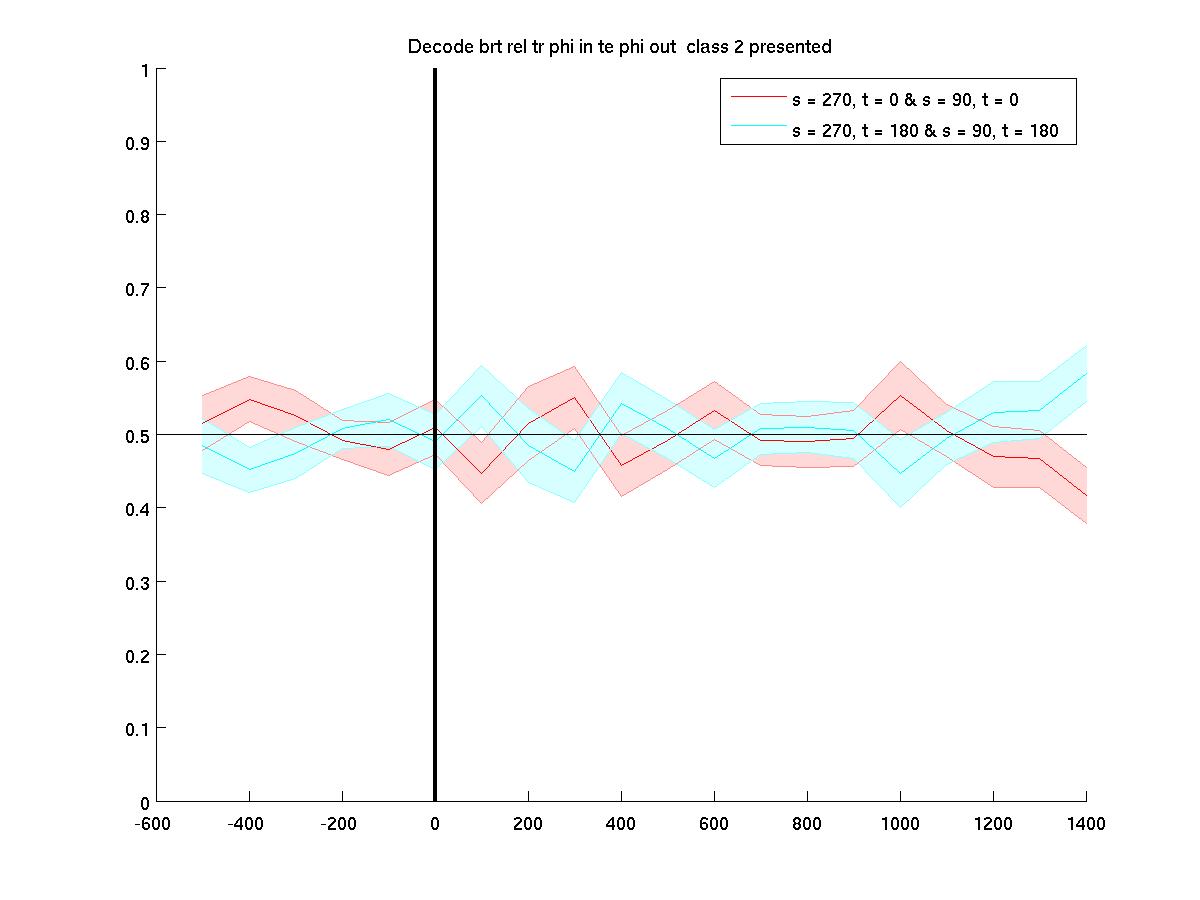 Decode brt rel tr phi in te phi out  class 2 presented
s = 270, t = 0 & s = 90, t = 0
s = 270, t = 180 & s = 90, t = 180
1
0.9
0.8
0.7
0.6
0.5
0.4
0.3
0.2
0.1
0
-600 -400 -200 0 200 400 600 800 1000 1200 1400